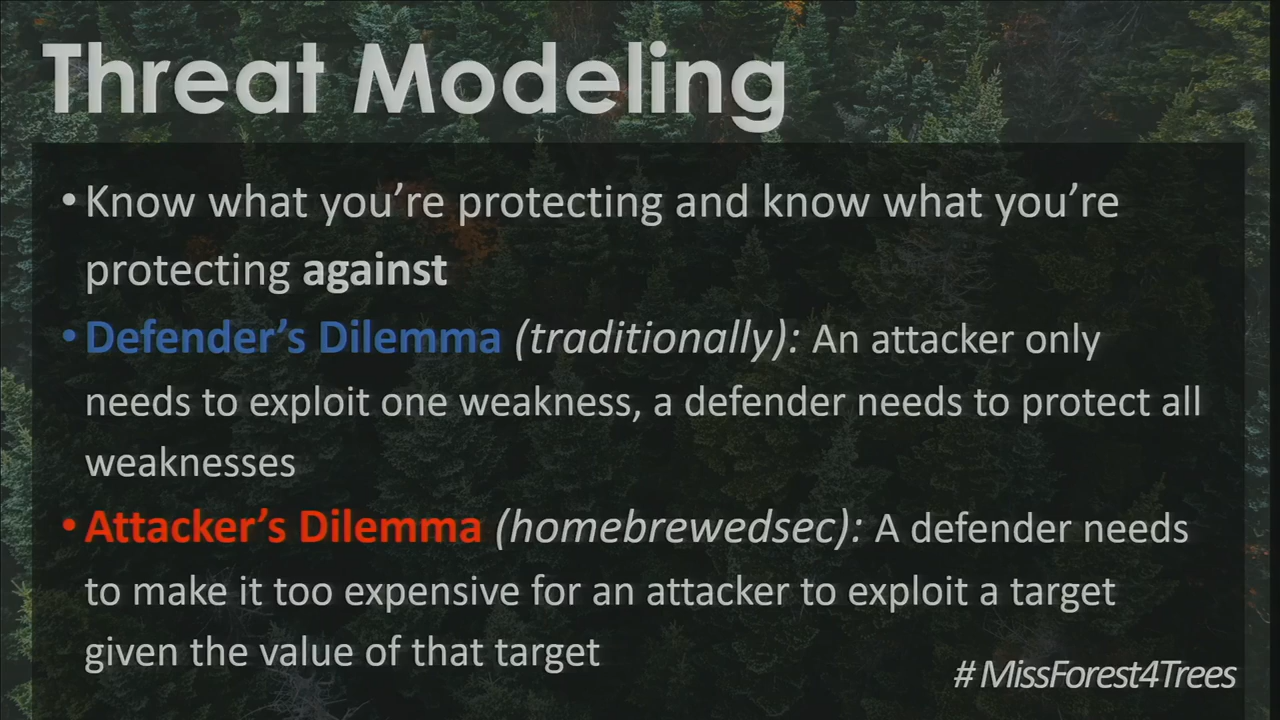 Threat Modeling
• Know what you're protecting and know what you're
protecting against
• Defender's Dilemma (traditionally): An attacker only
needs to exploit one weakness, a defender needs to protect all
weaknesses
• Attacker's Dilemma (homebrewedsec): A defender needs
to make it too expensive for an attacker to exploit a target
given the value of that target
# MissForest4Trees